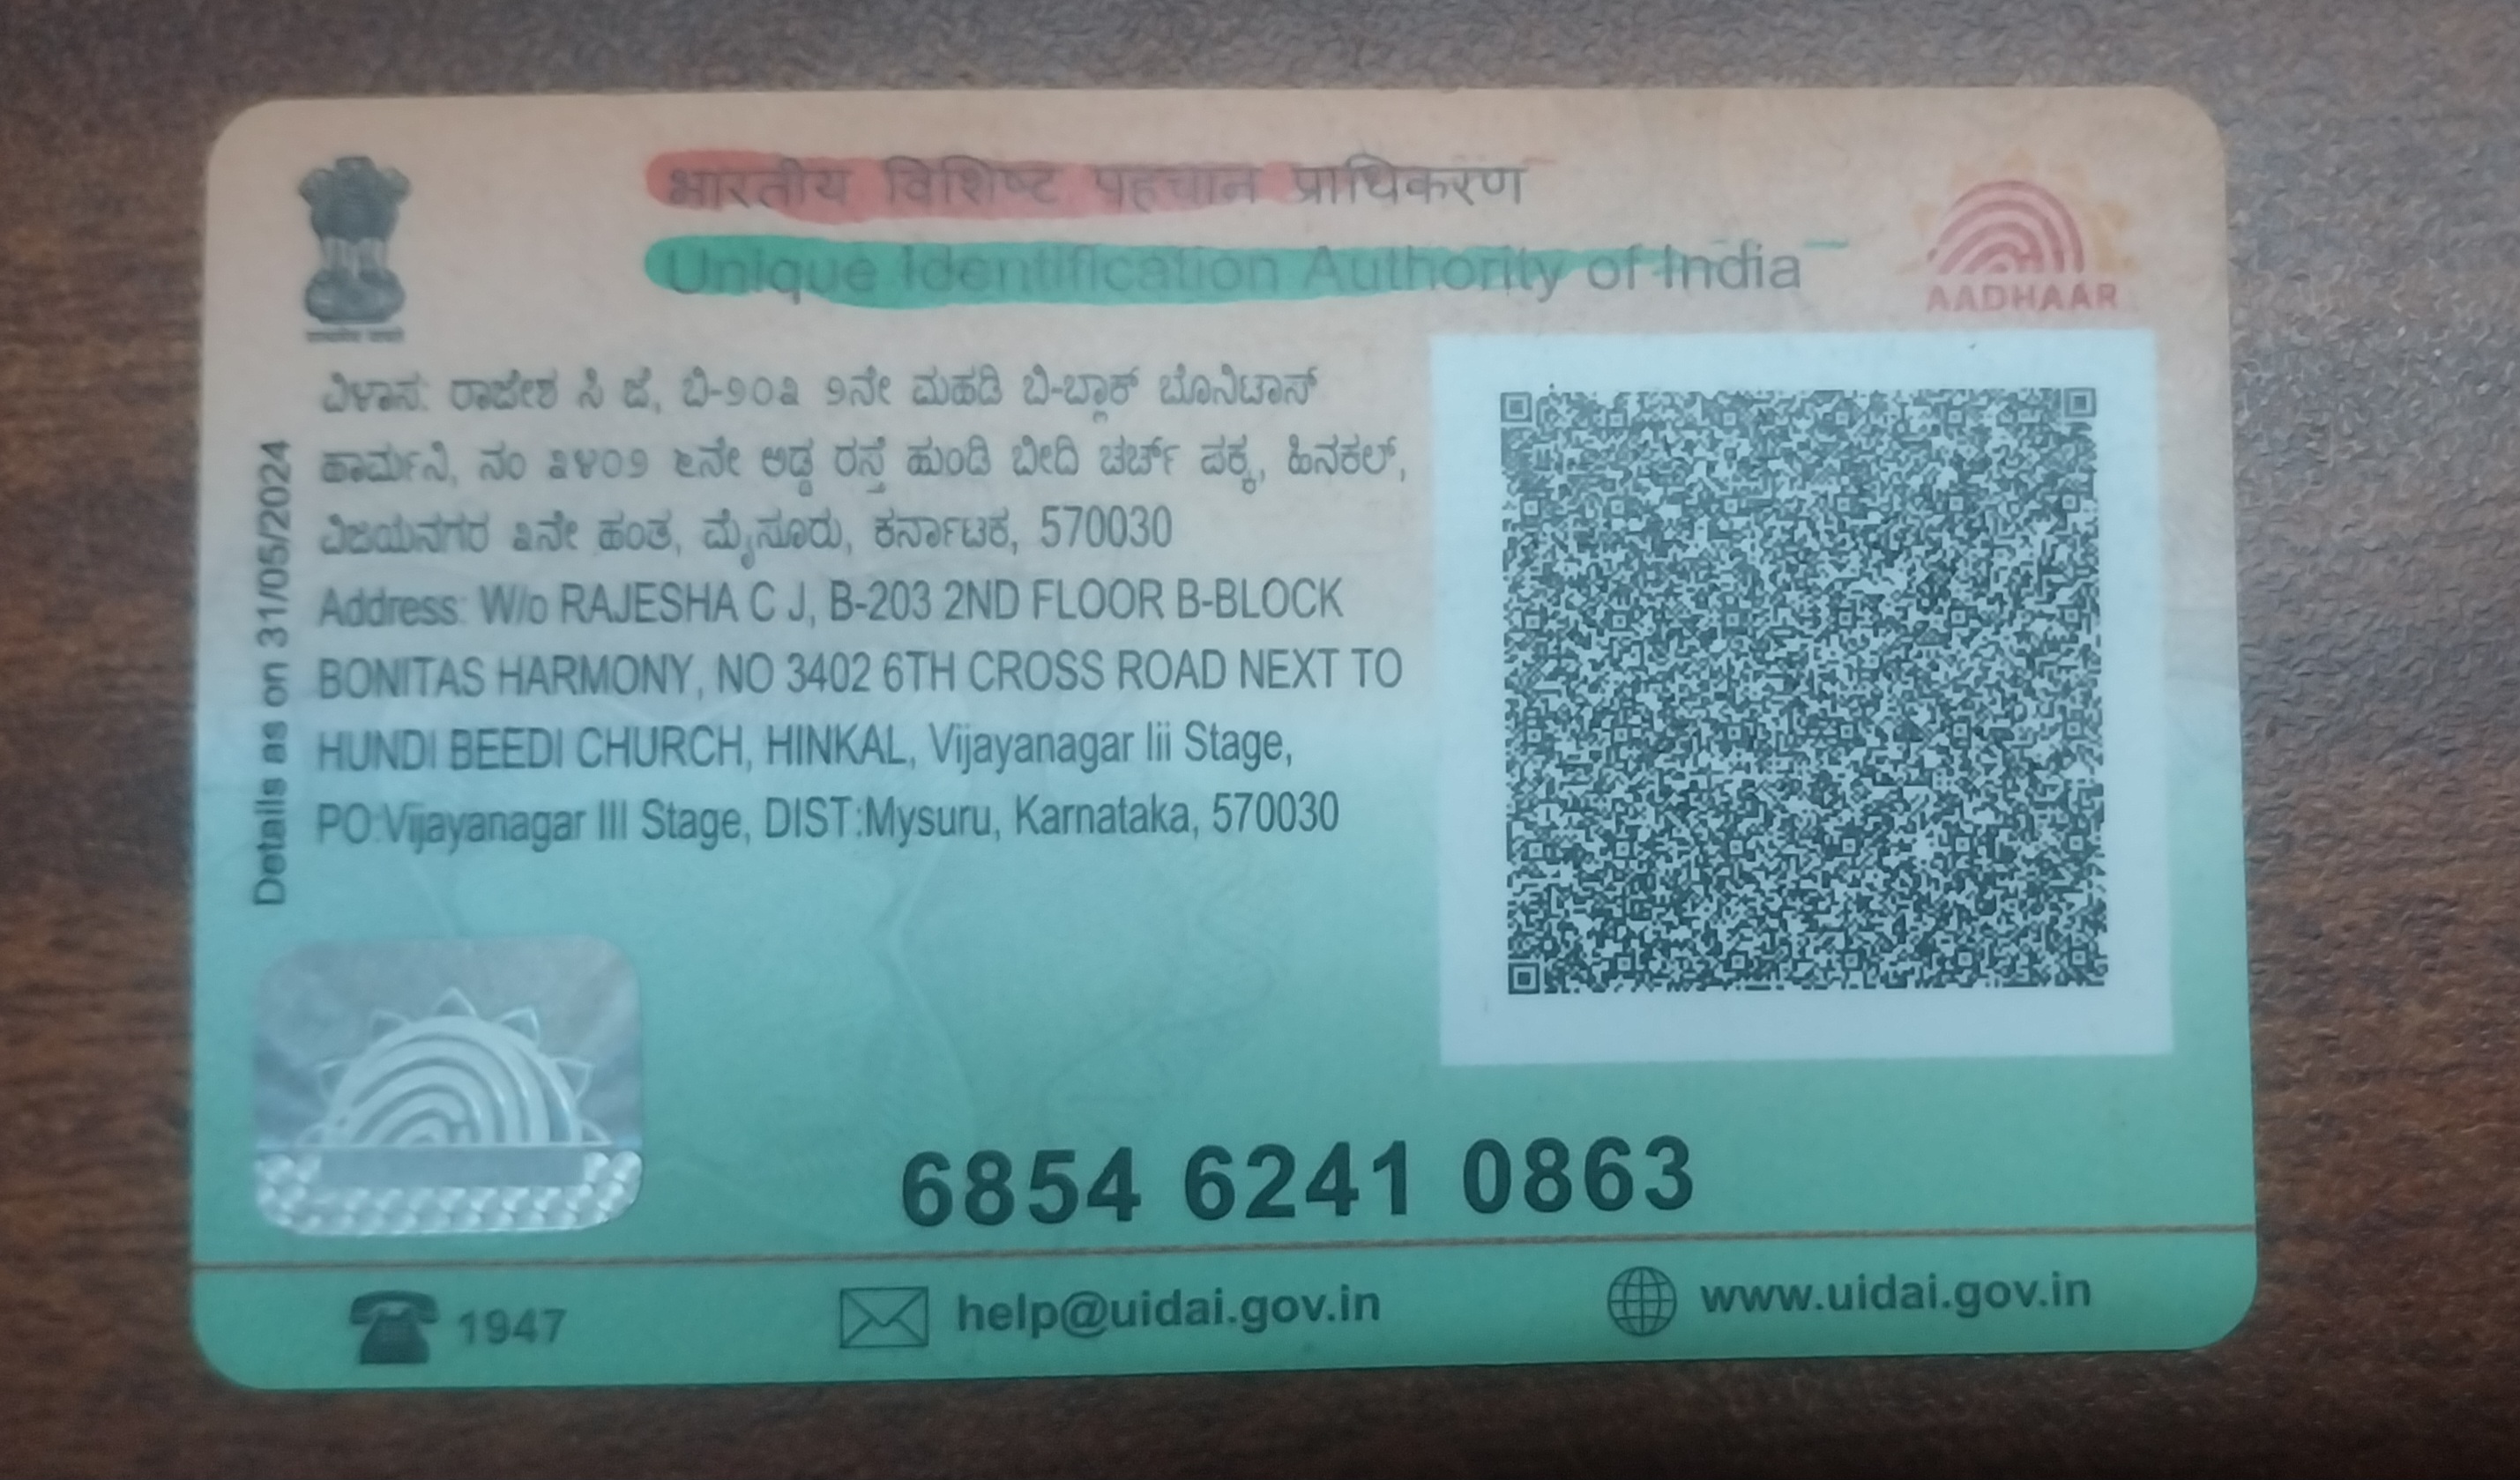 भारतीय विशिष्ट पहचान प्राधिकरण
Unique Identification Authority of India
AADHAAR
ವಿಳಾಸ: ರಾಜೇಶ ಸಿ ಜೆ, ಬಿ-೨೦೩ ೨ನೇ ಮಹಡಿ ಬಿ-ಬ್ಲಾಕ್ ಬೊನಿಟಾಸ್
ಹಾರ್ಮನಿ, ನಂ ೩೪೦೨ ೬ನೇ ಅಡ್ಡ ರಸ್ತೆ ಹುಂಡಿ ಬೀದಿ ಚರ್ಚ್ ಪಕ್ಕ, ಹಿನಕಲ್,
ವಿಜಯನಗರ ೩ನೇ ಹಂತ, ಮೈಸೂರು, ಕರ್ನಾಟಕ, 570030
Address: W/o RAJESHA C J, B-203 2ND FLOOR B-BLOCK
BONITAS HARMONY, NO 3402 6TH CROSS ROAD NEXT TO
HUNDI BEEDI CHURCH, HINKAL, Vijayanagar Iii Stage,
PO:Vijayanagar III Stage, DIST:Mysuru, Karnataka, 570030
Details as on 31/05/2024
6854 6241 0863
1947
help@uidai.gov.in
www.uidai.gov.in